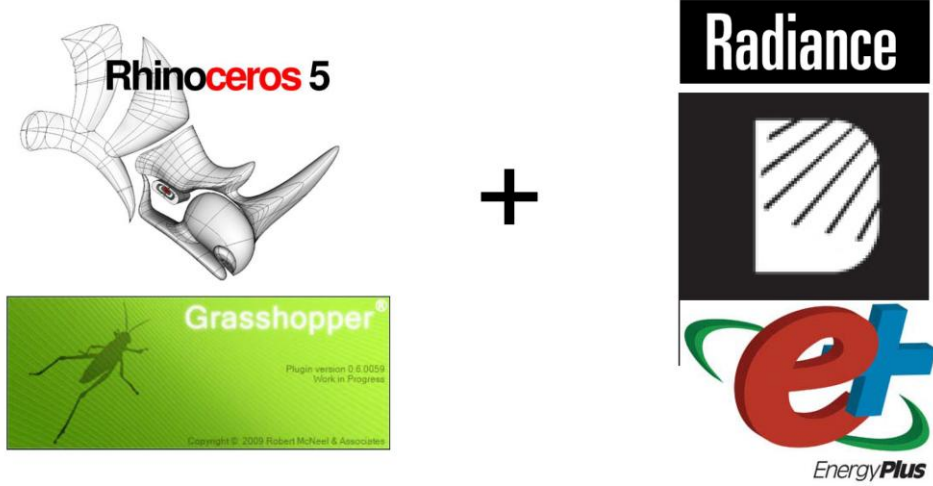 Rhinoceros 5
Grasshopper®
Plugin version 0.6.0059
Work in Progress
Copyright © 2009 Robert McNeel & Associates
+
Radiance
D
e+
EnergyPlus